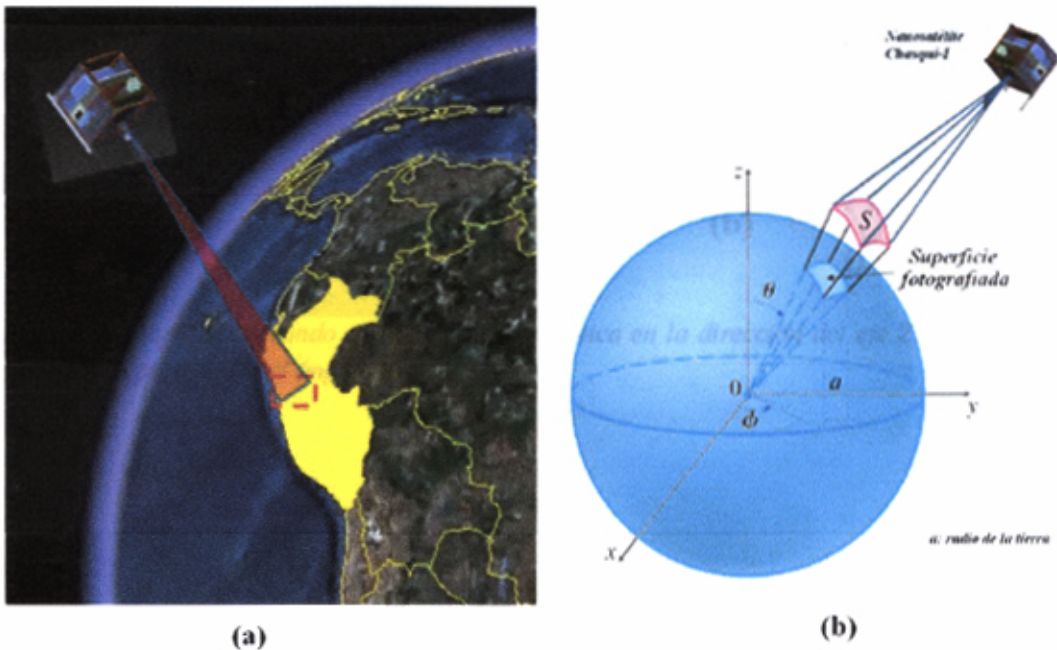 Nanosatélite
Chasqui-I
z
S
Superficie
fotografiada
θ
0
a
y
ϕ
x
a: radio de la tierra
(a)
(b)